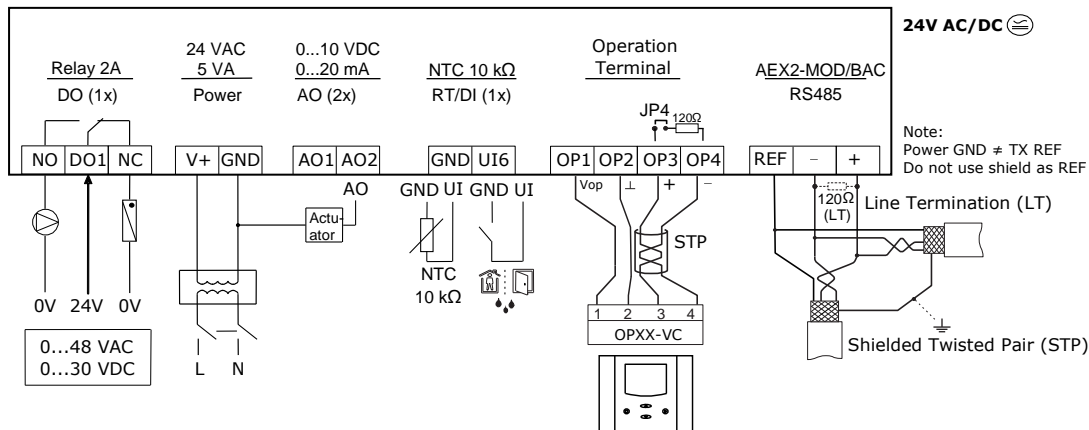 24V AC/DC
24 VAC
5 VA
Power
0...10 VDC
0...20 mA
AO (2x)
Relay 2A
DO (1x)
NTC 10 kΩ
RT/DI (1x)
Operation
Terminal
AEX2-MOD/BAC
RS485
JP4
120Ω
Note:
Power GND ≠ TX REF
Do not use shield as REF
NO DO1 NC V+ GND AO1 AO2 GND UI6 OP1 OP2 OP3 OP4 REF – +
AO
GND UI GND UI
Vop ⊥ + –
120Ω
(LT)
Line Termination (LT)
Actu-
ator
STP
NTC
10 kΩ
0V 24V 0V
1 2 3 4
OPXX-VC
0...48 VAC
0...30 VDC
L N
Shielded Twisted Pair (STP)